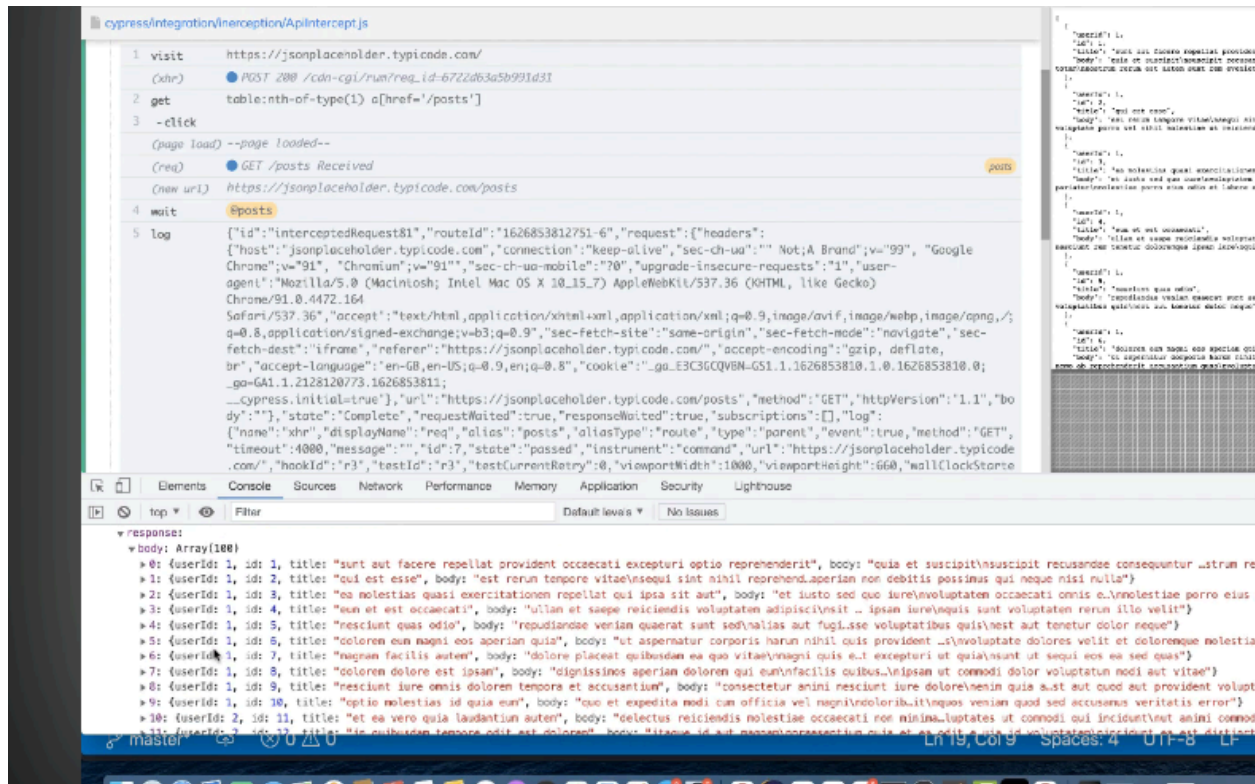 cypress/integration/inerception/ApiIntercept.js
1 visit https://jsonplaceholder.typicode.com/
(xhr) POST 200 /cdn-cgi/rum?req_id=6722d63a5b991d31
2 get table:nth-of-type(1) a[href='/posts']
3 -click
(page load) --page loaded--
(req) GET /posts Received posts
(new url) https://jsonplaceholder.typicode.com/posts
4 wait @posts
5 log {"id":"interceptedRequest81","routeId":"1626853812751-6","request":{"headers":
{"host":"jsonplaceholder.typicode.com","connection":"keep-alive","sec-ch-ua":"" Not;A Brand";v="99", "Google
Chrome";v="91", "Chromium";v="91"","sec-ch-ua-mobile":"?0","upgrade-insecure-requests":"1","user-
agent":"Mozilla/5.0 (Macintosh; Intel Mac OS X 10_15_7) AppleWebKit/537.36 (KHTML, like Gecko)
Chrome/91.0.4472.164
Safari/537.36","accept":"text/html,application/xhtml+xml,application/xml;q=0.9,image/avif,image/webp,image/apng,/;
q=0.8,application/signed-exchange;v=b3;q=0.9","sec-fetch-site":"same-origin","sec-fetch-mode":"navigate","sec-
fetch-dest":"iframe","referer":"https://jsonplaceholder.typicode.com/","accept-encoding":"gzip, deflate,
br","accept-language":"en-GB,en-US;q=0.9,en;q=0.8","cookie":"_ga_E3C3GCQVBN=GS1.1.1626853810.1.0.1626853810.0;
_ga=GA1.1.2128120773.1626853811;
__cypress.initial=true"},"url":"https://jsonplaceholder.typicode.com/posts","method":"GET","httpVersion":"1.1","bo
dy":""},"state":"Complete","requestWaited":true,"responseWaited":true,"subscriptions":[],"log":
{"name":"xhr","displayName":"req","alias":"posts","aliasType":"route","type":"parent","event":true,"method":"GET",
"timeout":4000,"message":"","id":7,"state":"passed","instrument":"command","url":"https://jsonplaceholder.typicode
.com/","hookId":"r3","testId":"r3","testCurrentRetry":0,"viewportWidth":1000,"viewportHeight":660,"wallClockStarte
Elements Console Sources Network Performance Memory Application Security Lighthouse
top Filter Default levels No Issues
response:
body: Array(100)
0: {userId: 1, id: 1, title: "sunt aut facere repellat provident occaecati excepturi optio reprehenderit", body: "quia et suscipit\nsuscipit recusandae consequuntur …strum re
1: {userId: 1, id: 2, title: "qui est esse", body: "est rerum tempore vitae\nsequi sint nihil reprehend…aperiam non debitis possimus qui neque nisi nulla"}
2: {userId: 1, id: 3, title: "ea molestias quasi exercitationem repellat qui ipsa sit aut", body: "et iusto sed quo iure\nvoluptatem occaecati omnis e…\nmolestiae porro eius
3: {userId: 1, id: 4, title: "eum et est occaecati", body: "ullam et saepe reiciendis voluptatem adipisci\nsit … ipsam iure\nquis sunt voluptatem rerum illo velit"}
4: {userId: 1, id: 5, title: "nesciunt quas odio", body: "repudiandae veniam quaerat sunt sed\nalias aut fugi…sse voluptatibus quis\nest aut tenetur dolor neque"}
5: {userId: 1, id: 6, title: "dolorem eum magni eos aperiam quia", body: "ut aspernatur corporis harum nihil quis provident …s\nvoluptate dolores velit et doloremque molestia
6: {userId: 1, id: 7, title: "magnam facilis autem", body: "dolore placeat quibusdam ea quo vitae\nmagni quis e…t excepturi ut quia\nsunt ut sequi eos ea sed quas"}
7: {userId: 1, id: 8, title: "dolorem dolore est ipsam", body: "dignissimos aperiam dolorem qui eum\nfacilis quibus…\nipsam ut commodi dolor voluptatum modi aut vitae"}
8: {userId: 1, id: 9, title: "nesciunt iure omnis dolorem tempora et accusantium", body: "consectetur animi nesciunt iure dolore\nenim quia a…st aut quod aut provident volupt
9: {userId: 1, id: 10, title: "optio molestias id quia eum", body: "quo et expedita modi cum officia vel magni\ndolorib…it\nquos veniam quod sed accusamus veritatis error"}
10: {userId: 2, id: 11, title: "et ea vero quia laudantium autem", body: "delectus reiciendis molestiae occaecati non minima…luptates ut commodi qui incidunt\nut animi commod
master 0 0 Ln 19, Col 9 Spaces: 4 UTF-8 LF